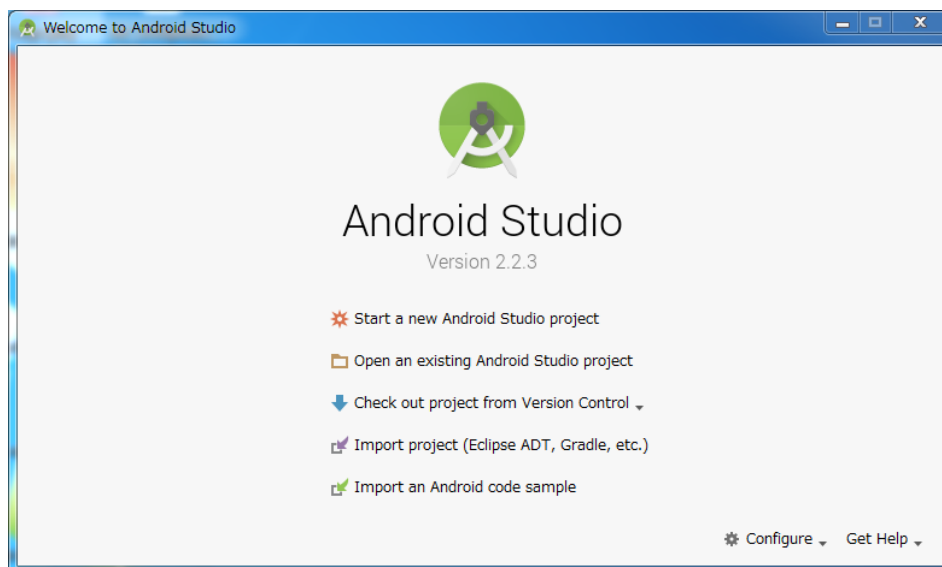 Welcome to Android Studio
Android Studio
Version 2.2.3
Start a new Android Studio project
Open an existing Android Studio project
Check out project from Version Control
Import project (Eclipse ADT, Gradle, etc.)
Import an Android code sample
Configure Get Help